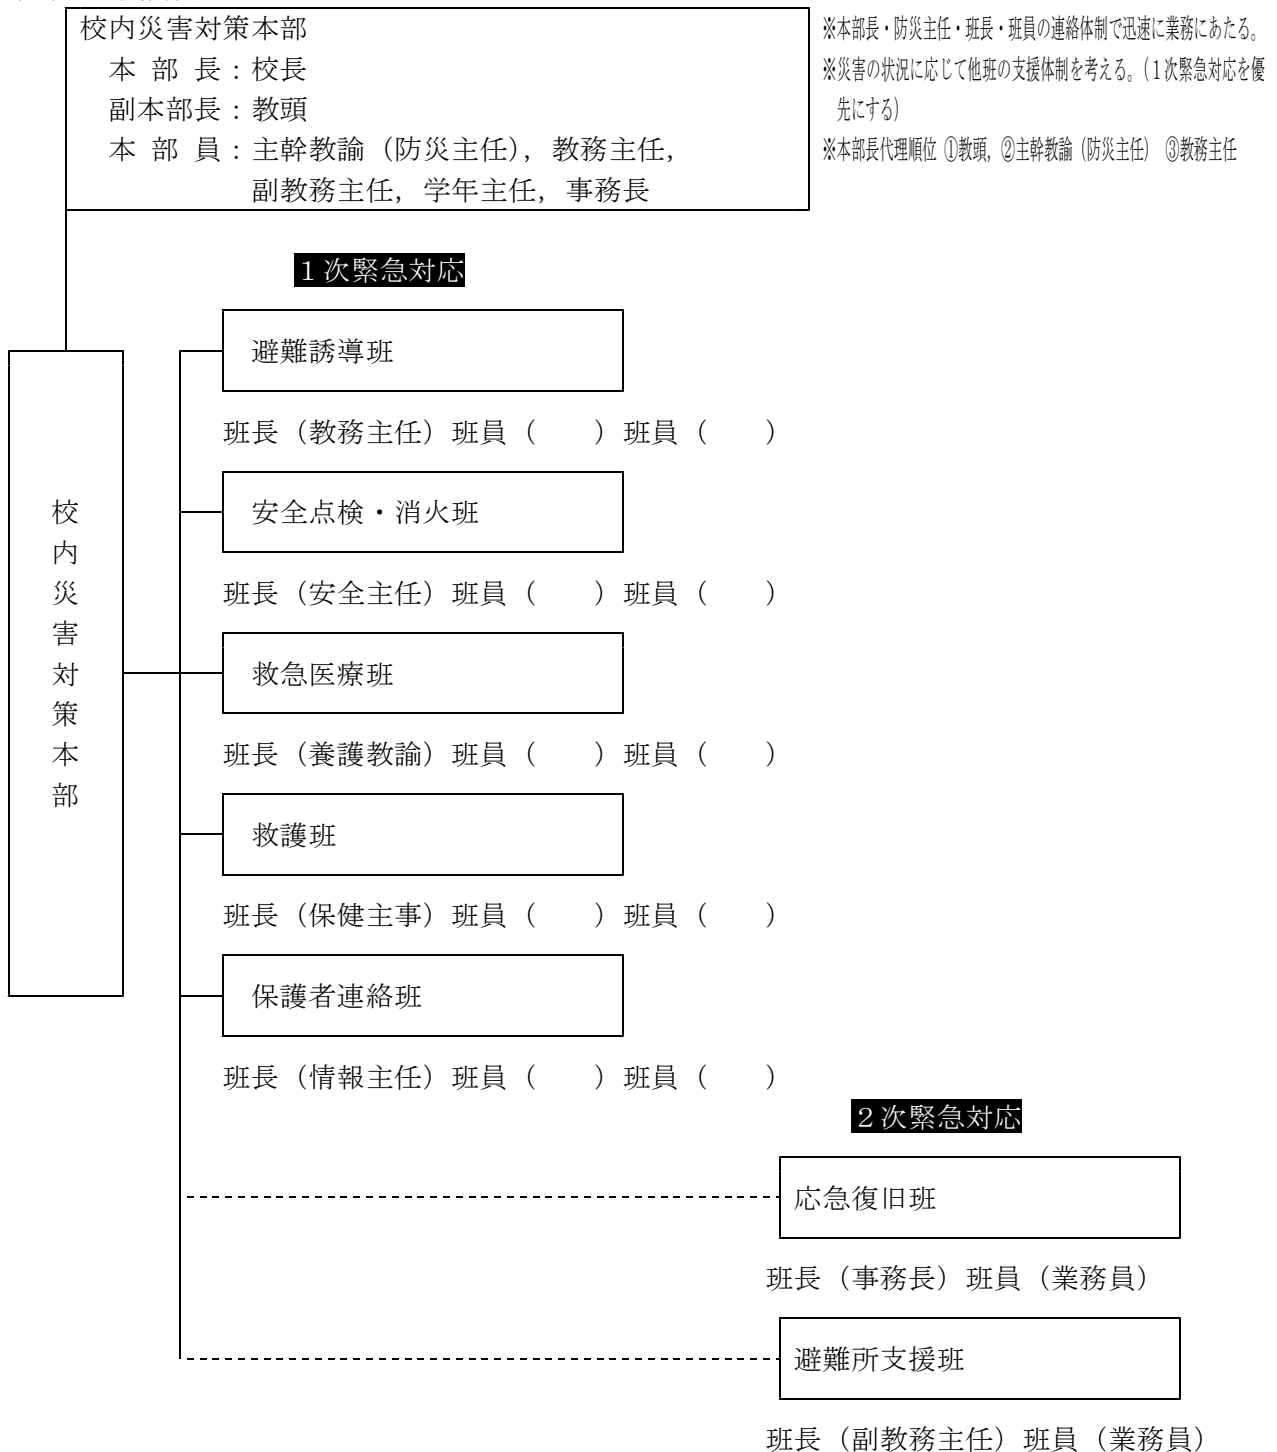 校内災害対策本部
本 部 長：校長
副本部長：教頭
本 部 員：主幹教諭（防災主任），教務主任，
副教務主任，学年主任，事務長
※本部長・防災主任・班長・班員の連絡体制で迅速に業務にあたる。
※災害の状況に応じて他班の支援体制を考える。（１次緊急対応を優
先にする）
※本部長代理順位 ①教頭，②主幹教諭（防災主任） ③教務主任
１次緊急対応
校内災害対策本部
避難誘導班
班長（教務主任）班員（　　）班員（　　）
安全点検・消火班
班長（安全主任）班員（　　）班員（　　）
救急医療班
班長（養護教諭）班員（　　）班員（　　）
救護班
班長（保健主事）班員（　　）班員（　　）
保護者連絡班
班長（情報主任）班員（　　）班員（　　）
２次緊急対応
応急復旧班
班長（事務長）班員（業務員）
避難所支援班
班長（副教務主任）班員（業務員）